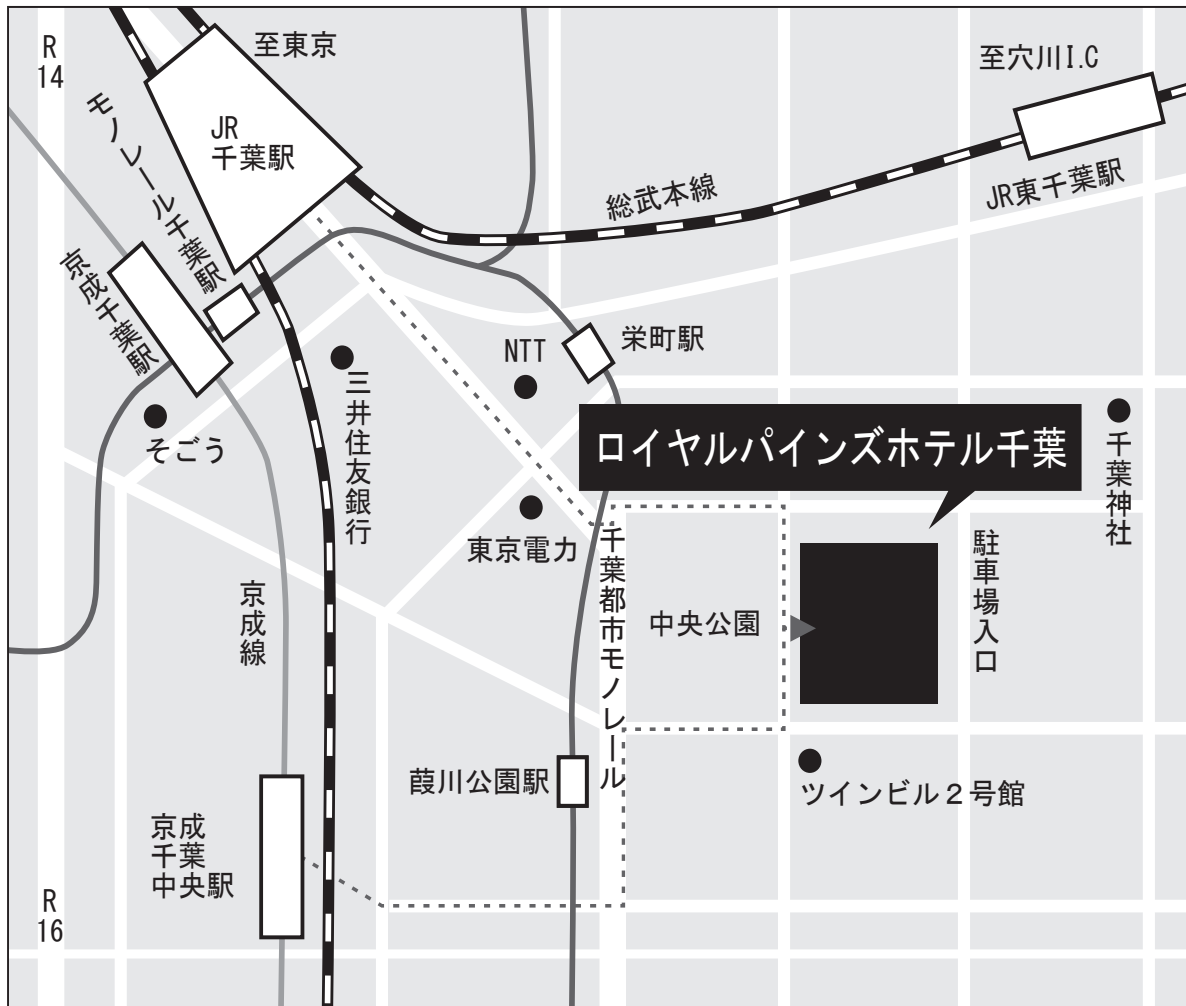 R
14
至東京
至穴川I.C
モノレール千葉駅
JR
千葉駅
総武本線
JR東千葉駅
京成千葉駅
NTT
栄町駅
三井住友銀行
そごう
ロイヤルパインズホテル千葉
千葉神社
東京電力
千葉都市モノレール
駐車場入口
京成線
中央公園
葭川公園駅
ツインビル２号館
京成
千葉
中央駅
R
16